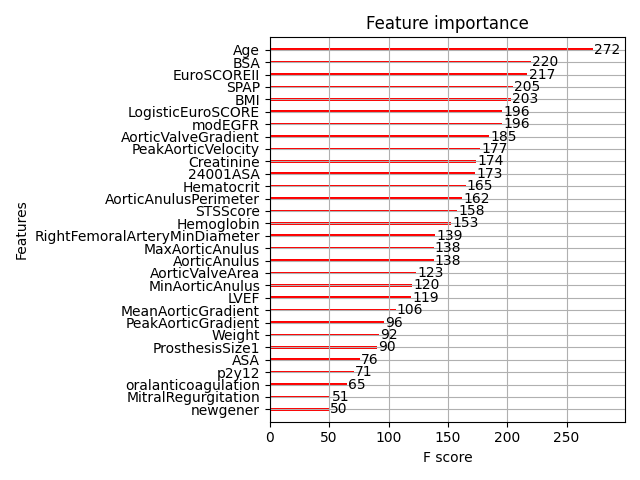 Feature importance
Age 272
BSA 220
EuroSCOREII 217
SPAP 205
BMI 203
LogisticEuroSCORE 196
modEGFR 196
AorticValveGradient 185
PeakAorticVelocity 177
Creatinine 174
24001ASA 173
Hematocrit 165
AorticAnulusPerimeter 162
STSScore 158
Hemoglobin 153
RightFemoralArteryMinDiameter 139
MaxAorticAnulus 138
AorticAnulus 138
AorticValveArea 123
MinAorticAnulus 120
LVEF 119
MeanAorticGradient 106
PeakAorticGradient 96
Weight 92
ProsthesisSize1 90
ASA 76
p2y12 71
oralanticoagulation 65
MitralRegurgitation 51
newgener 50
Features
0 50 100 150 200 250
F score